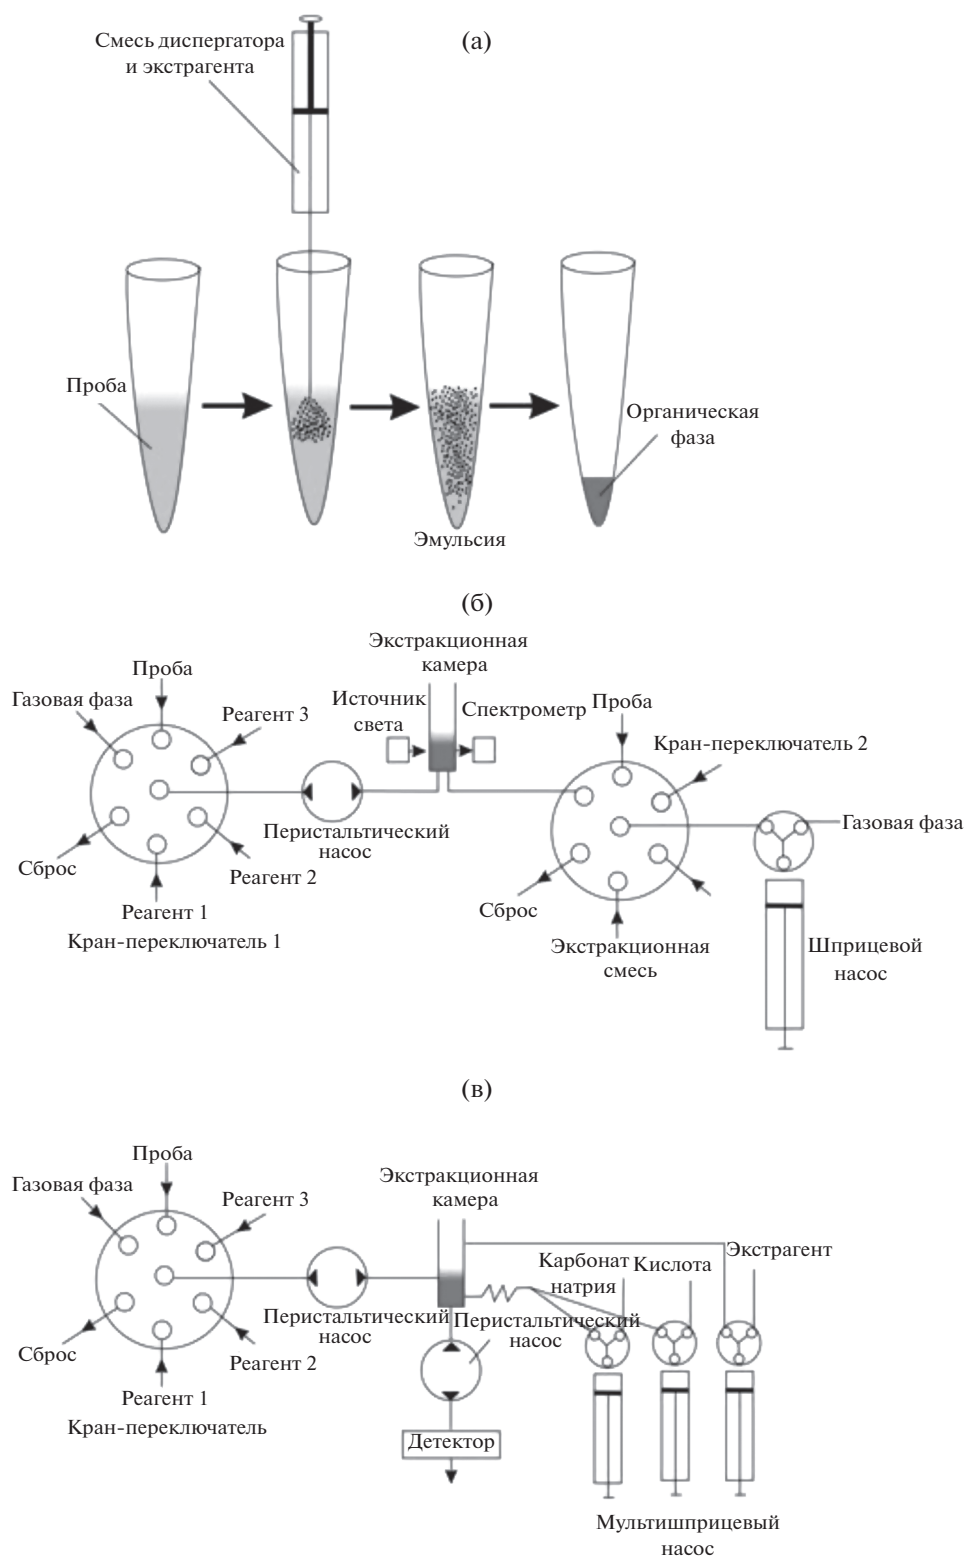 (а)
Смесь диспергатора
и экстрагента
Проба
Органическая
фаза
Эмульсия
(б)
Экстракционная
камера
Проба
Газовая фаза
Реагент 3
Источник
света
Спектрометр
Проба
Кран-переключатель 2
Перистальтический
насос
Газовая фаза
Сброс
Реагент 2
Реагент 1
Кран-переключатель 1
Сброс
Экстракционная
смесь
Шприцевой
насос
(в)
Проба
Газовая фаза
Реагент 3
Экстракционная
камера
Карбонат
натрия
Кислота
Экстрагент
Перистальтический
насос
Перистальтический
насос
Сброс
Реагент 2
Реагент 1
Кран-переключатель
Детектор
Мультишприцевый
насос